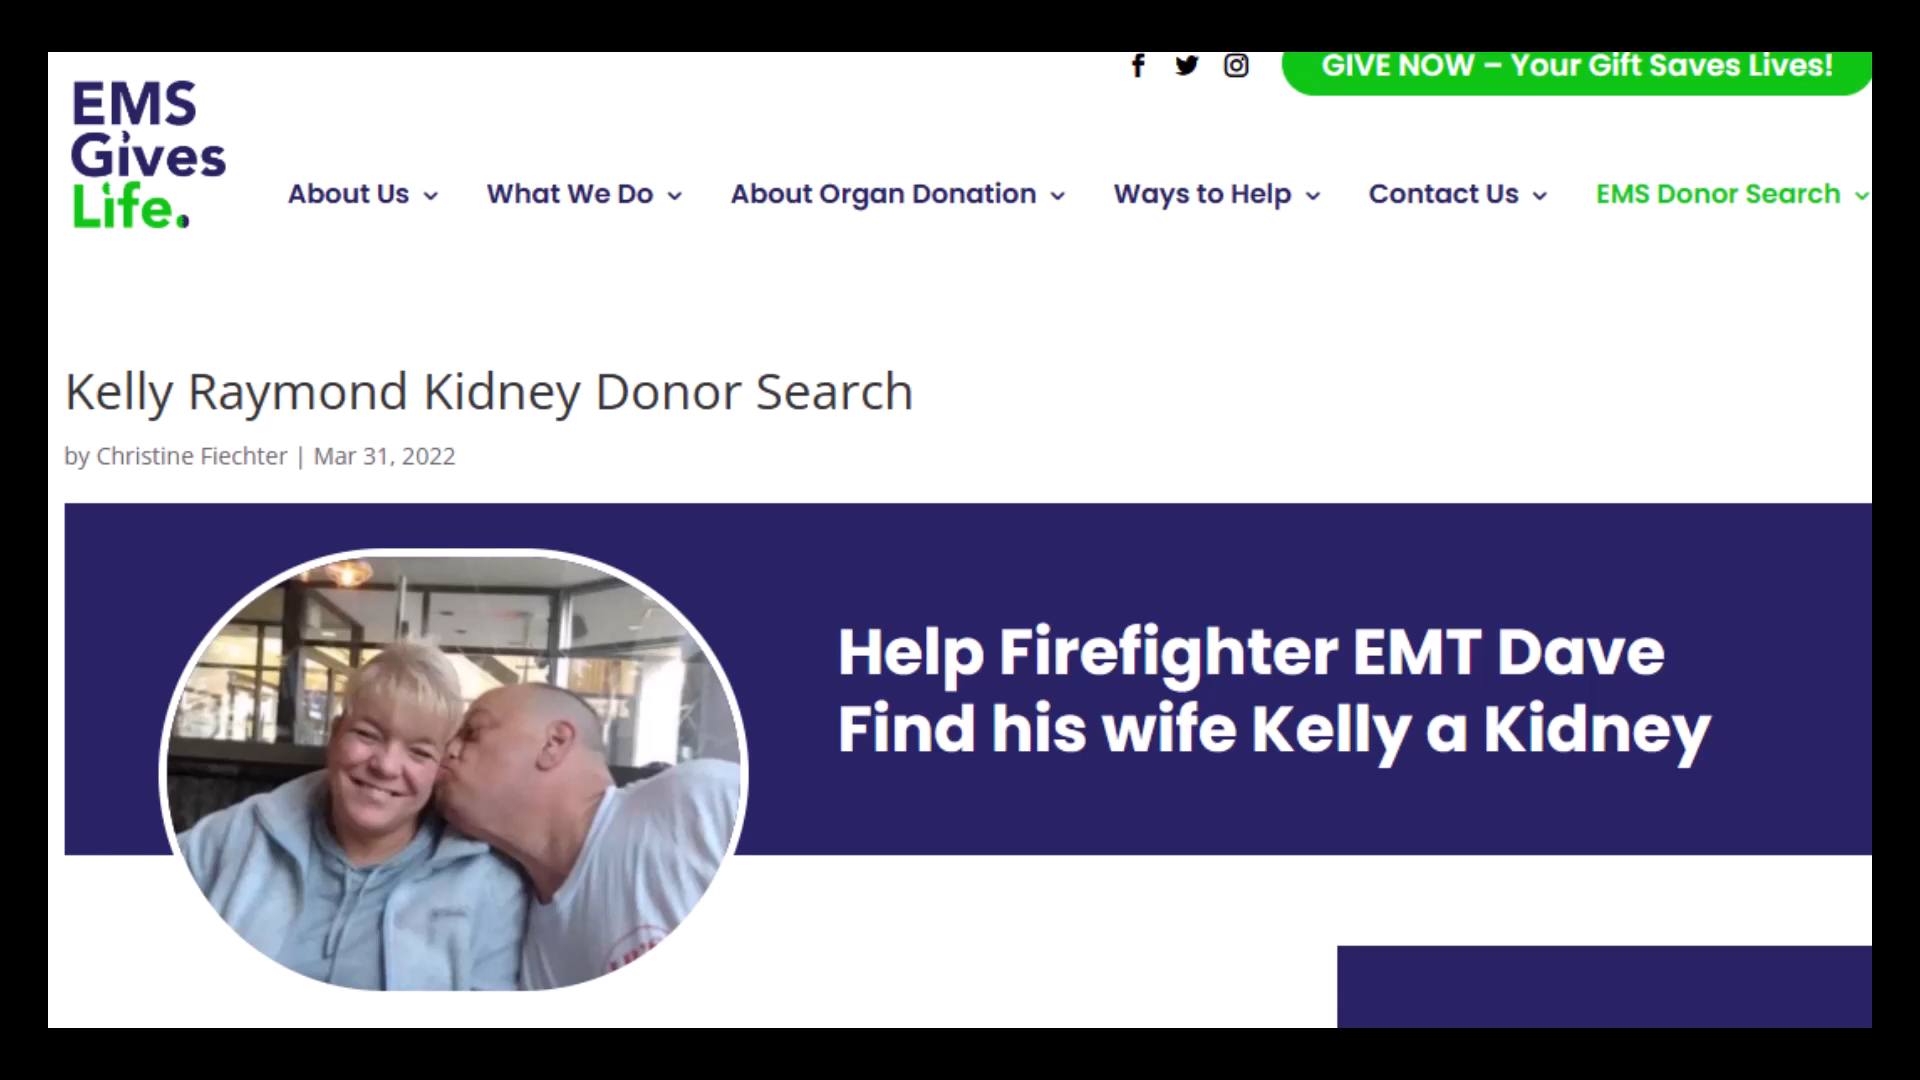 GIVE NOW – Your Gift Saves Lives!
EMS
Gives
Life.
About Us
What We Do
About Organ Donation
Ways to Help
Contact Us
EMS Donor Search
Kelly Raymond Kidney Donor Search
by Christine Fiechter | Mar 31, 2022
Help Firefighter EMT Dave
Find his wife Kelly a Kidney